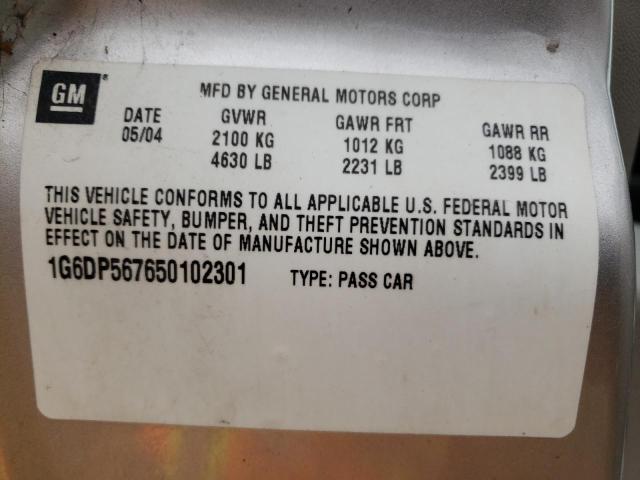 GM
MFD BY GENERAL MOTORS CORP
DATE GVWR GAWR FRT GAWR RR
05/04 2100 KG 1012 KG 1088 KG
4630 LB 2231 LB 2399 LB
THIS VEHICLE CONFORMS TO ALL APPLICABLE U.S. FEDERAL MOTOR
VEHICLE SAFETY, BUMPER, AND THEFT PREVENTION STANDARDS IN
EFFECT ON THE DATE OF MANUFACTURE SHOWN ABOVE.
1G6DP567650102301 TYPE: PASS CAR